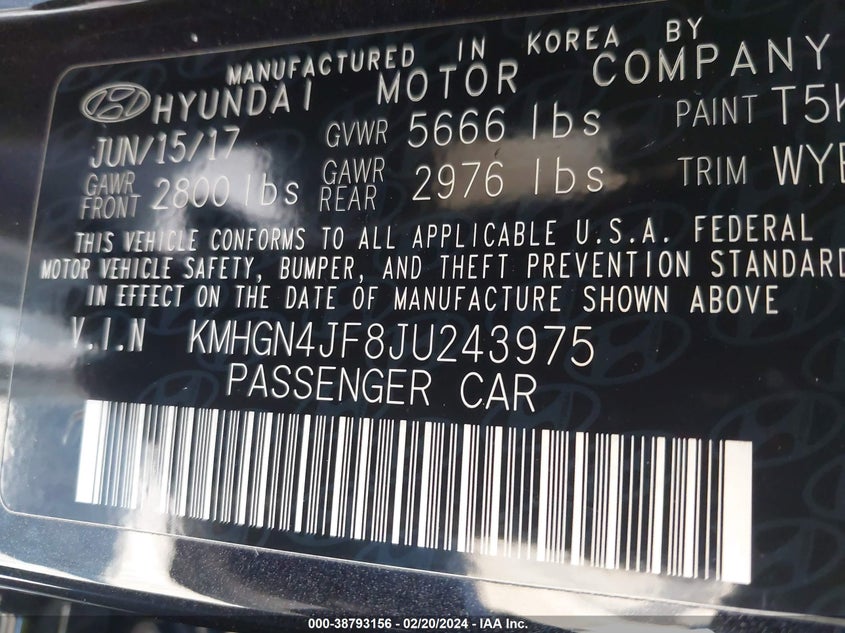 MANUFACTURED IN KOREA BY
HYUNDAI MOTOR COMPANY
JUN/15/17 GVWR 5666 lbs PAINT T5K
GAWR FRONT 2800 lbs GAWR REAR 2976 lbs TRIM WYE
THIS VEHICLE CONFORMS TO ALL APPLICABLE U.S.A. FEDERAL
MOTOR VEHICLE SAFETY, BUMPER, AND THEFT PREVENTION STANDARD
IN EFFECT ON THE DATE OF MANUFACTURE SHOWN ABOVE
V.I.N KMHGN4JF8JU243975
PASSENGER CAR
000-38793156 - 02/20/2024 - IAA Inc.